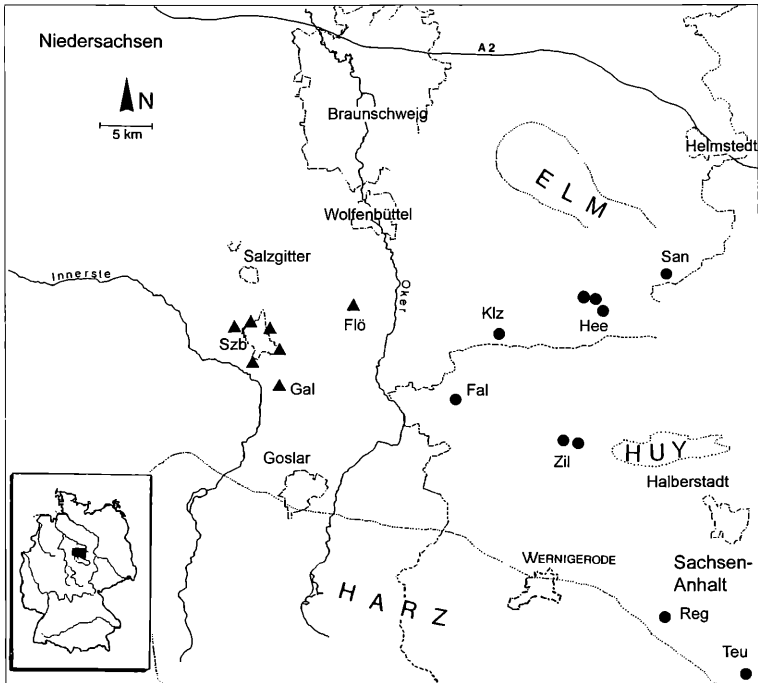 Niedersachsen
A 2
N
5 km
Braunschweig
Helmstedt
ELM
Wolfenbüttel
Salzgitter
San
Innerste
Oker
Flö
Klz
Hee
Szb
Gal
Fal
Zil
HUY
Goslar
Halberstadt
WERNIGERODE
Sachsen-
Anhalt
HARZ
Reg
Teu